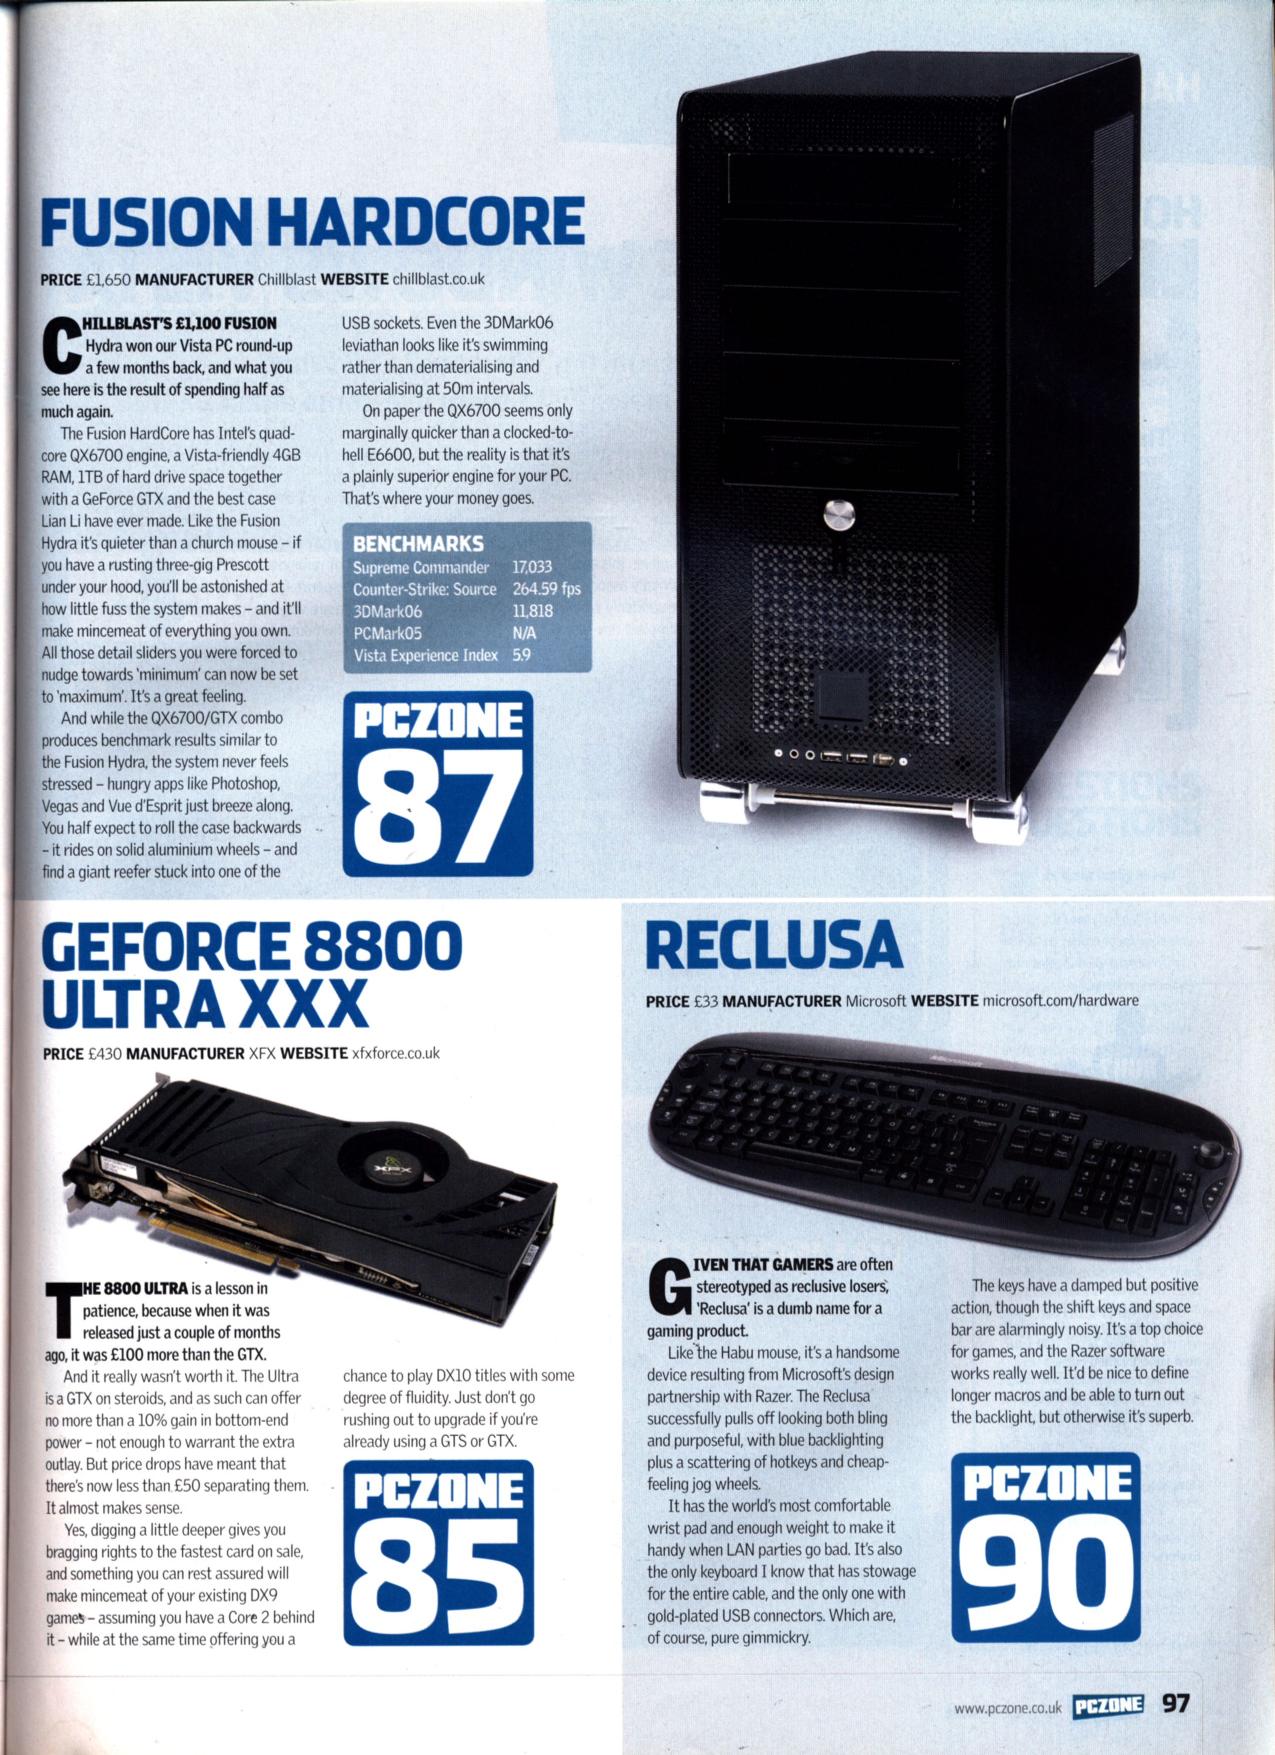 FUSION HARDCORE
PRICE £1,650 MANUFACTURER Chillblast WEBSITE chillblast.co.uk
CHILLBLAST'S £1,100 FUSION
Hydra won our Vista PC round-up
a few months back, and what you
see here is the result of spending half as
much again.
The Fusion HardCore has Intel's quad-
core QX6700 engine, a Vista-friendly 4GB
RAM, 1TB of hard drive space together
with a GeForce GTX and the best case
Lian Li have ever made. Like the Fusion
Hydra it's quieter than a church mouse – if
you have a rusting three-gig Prescott
under your hood, you'll be astonished at
how little fuss the system makes – and it'll
make mincemeat of everything you own.
All those detail sliders you were forced to
nudge towards 'minimum' can now be set
to 'maximum'. It's a great feeling.
And while the QX6700/GTX combo
produces benchmark results similar to
the Fusion Hydra, the system never feels
stressed – hungry apps like Photoshop,
Vegas and Vue d'Esprit just breeze along.
You half expect to roll the case backwards
– it rides on solid aluminium wheels – and
find a giant reefer stuck into one of the
USB sockets. Even the 3DMark06
leviathan looks like it's swimming
rather than dematerialising and
materialising at 50m intervals.
On paper the QX6700 seems only
marginally quicker than a clocked-to-
hell E6600, but the reality is that it's
a plainly superior engine for your PC.
That's where your money goes.
BENCHMARKS
Supreme Commander 17,033
Counter-Strike: Source 264.59 fps
3DMark06 11,818
PCMark05 N/A
Vista Experience Index 5.9
PCZONE
87
GEFORCE 8800
ULTRA XXX
PRICE £430 MANUFACTURER XFX WEBSITE xfxforce.co.uk
XFX
THE 8800 ULTRA is a lesson in
patience, because when it was
released just a couple of months
ago, it was £100 more than the GTX.
And it really wasn't worth it. The Ultra
is a GTX on steroids, and as such can offer
no more than a 10% gain in bottom-end
power – not enough to warrant the extra
outlay. But price drops have meant that
there's now less than £50 separating them.
It almost makes sense.
Yes, digging a little deeper gives you
bragging rights to the fastest card on sale,
and something you can rest assured will
make mincemeat of your existing DX9
games – assuming you have a Core 2 behind
it – while at the same time offering you a
chance to play DX10 titles with some
degree of fluidity. Just don't go
rushing out to upgrade if you're
already using a GTS or GTX.
PCZONE
85
RECLUSA
PRICE £33 MANUFACTURER Microsoft WEBSITE microsoft.com/hardware
Microsoft
GIVEN THAT GAMERS are often
stereotyped as reclusive losers,
'Reclusa' is a dumb name for a
gaming product.
Like the Habu mouse, it's a handsome
device resulting from Microsoft's design
partnership with Razer. The Reclusa
successfully pulls off looking both bling
and purposeful, with blue backlighting
plus a scattering of hotkeys and cheap-
feeling jog wheels.
It has the world's most comfortable
wrist pad and enough weight to make it
handy when LAN parties go bad. It's also
the only keyboard I know that has stowage
for the entire cable, and the only one with
gold-plated USB connectors. Which are,
of course, pure gimmickry.
The keys have a damped but positive
action, though the shift keys and space
bar are alarmingly noisy. It's a top choice
for games, and the Razer software
works really well. It'd be nice to define
longer macros and be able to turn out
the backlight, but otherwise it's superb.
PCZONE
90
www.pczone.co.uk PCZONE 97